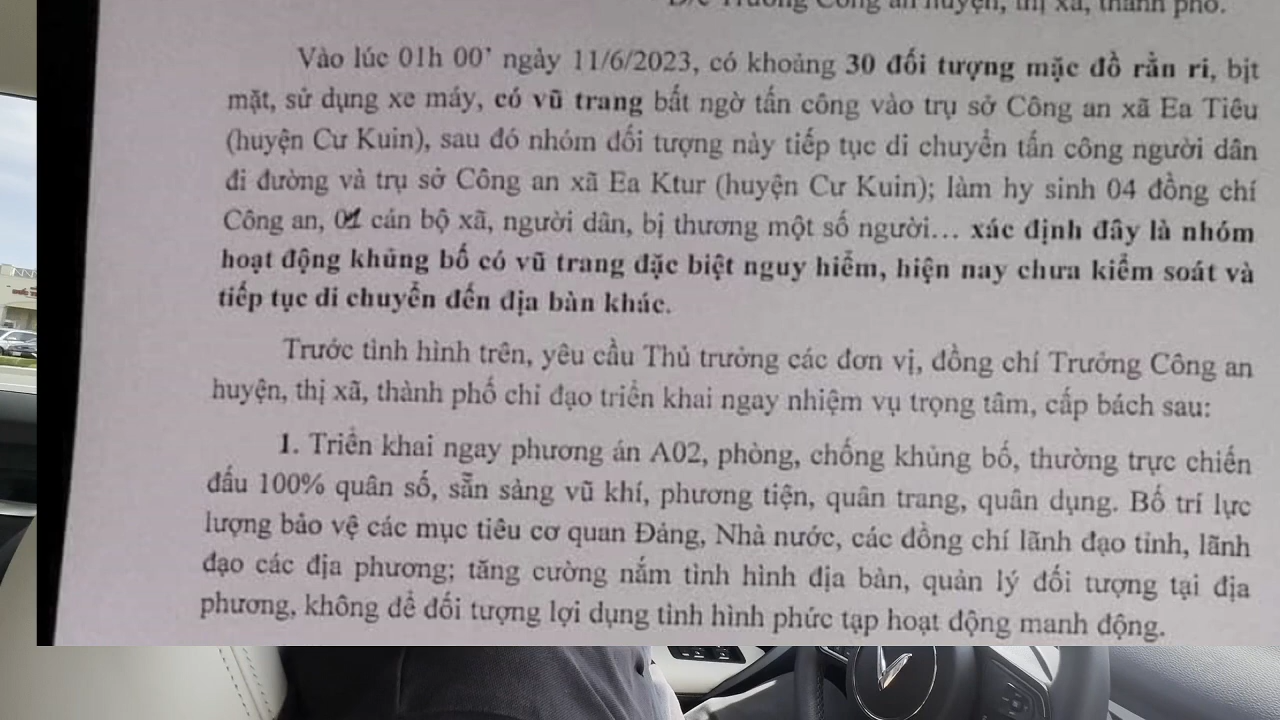 Đ/c Trưởng Công an huyện, thị xã, thành phố.
Vào lúc 01h 00’ ngày 11/6/2023, có khoảng 30 đối tượng mặc đồ rằn ri, bịt
mặt, sử dụng xe máy, có vũ trang bất ngờ tấn công vào trụ sở Công an xã Ea Tiêu
(huyện Cư Kuin), sau đó nhóm đối tượng này tiếp tục di chuyển tấn công người dân
đi đường và trụ sở Công an xã Ea Ktur (huyện Cư Kuin); làm hy sinh 04 đồng chí
Công an, 01 cán bộ xã, người dân, bị thương một số người… xác định đây là nhóm
hoạt động khủng bố có vũ trang đặc biệt nguy hiểm, hiện nay chưa kiểm soát và
tiếp tục di chuyển đến địa bàn khác.
Trước tình hình trên, yêu cầu Thủ trưởng các đơn vị, đồng chí Trưởng Công an
huyện, thị xã, thành phố chỉ đạo triển khai ngay nhiệm vụ trọng tâm, cấp bách sau:
1. Triển khai ngay phương án A02, phòng, chống khủng bố, thường trực chiến
đấu 100% quân số, sẵn sàng vũ khí, phương tiện, quân trang, quân dụng. Bố trí lực
lượng bảo vệ các mục tiêu cơ quan Đảng, Nhà nước, các đồng chí lãnh đạo tỉnh, lãnh
đạo các địa phương; tăng cường nắm tình hình địa bàn, quản lý đối tượng tại địa
phương, không để đối tượng lợi dụng tình hình phức tạp hoạt động manh động.